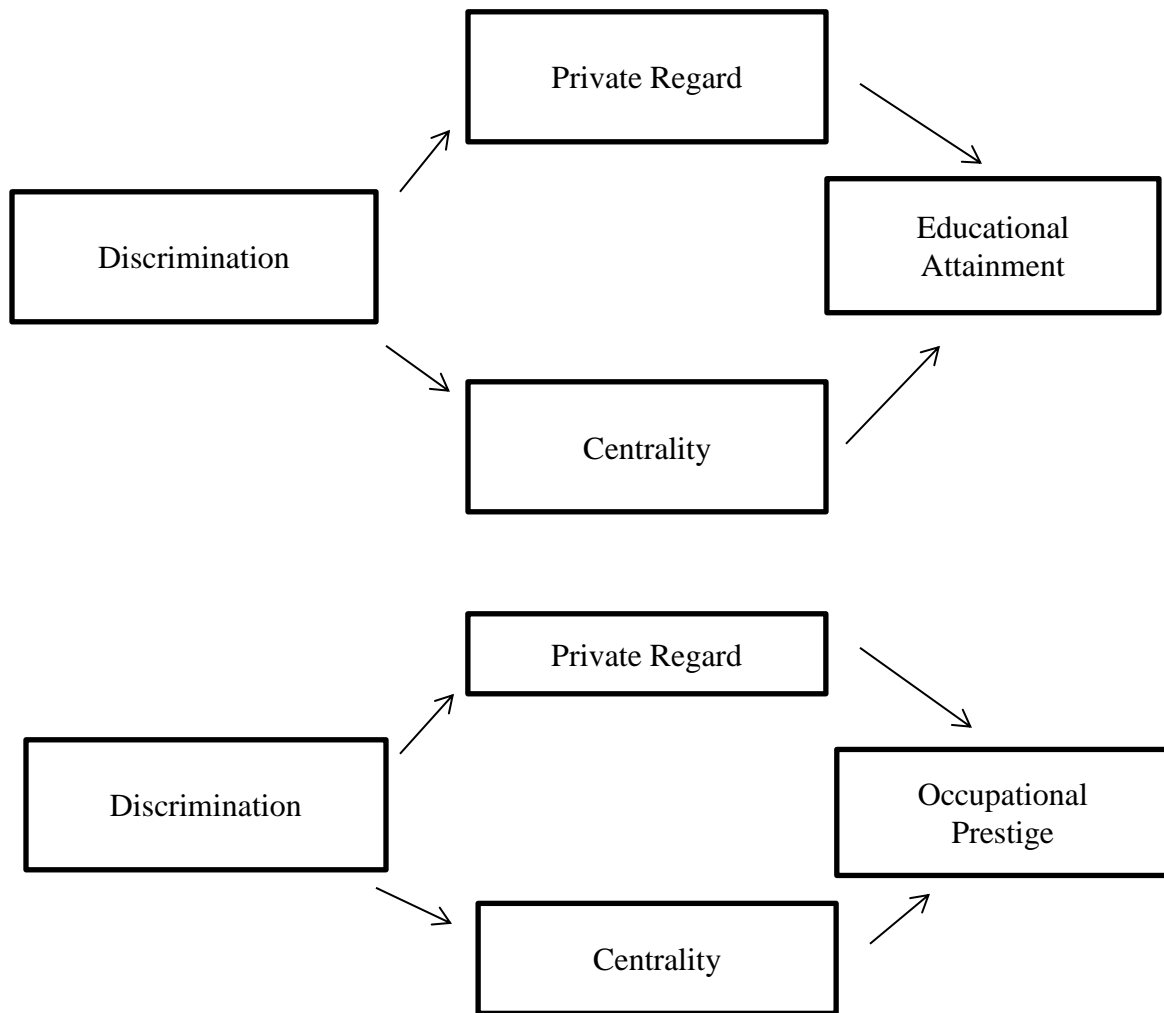 Private Regard
Discrimination
Educational
Attainment
Centrality
Private Regard
Discrimination
Occupational
Prestige
Centrality